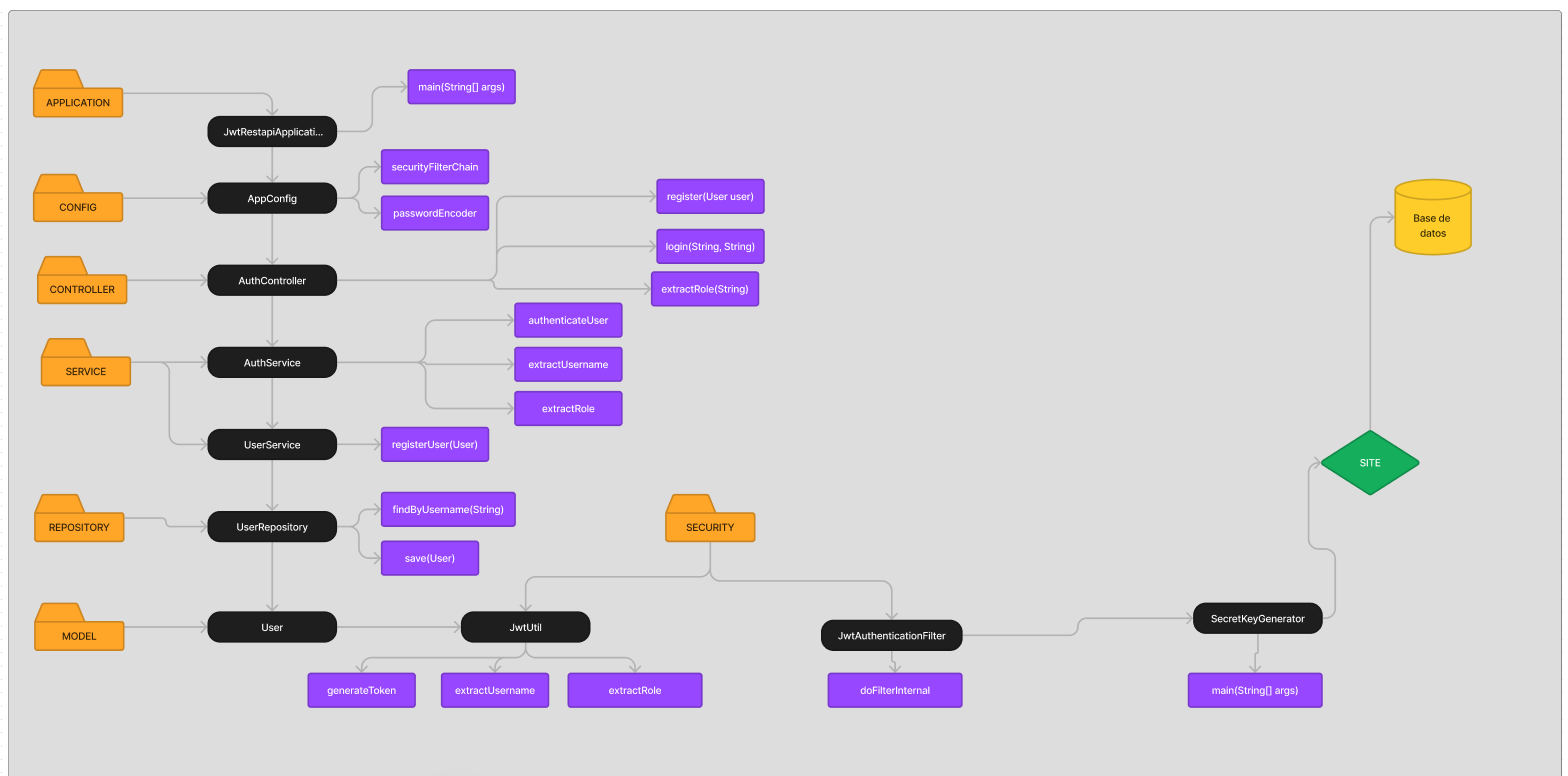 APPLICATION
main(String[] args)
JwtRestapiApplicati...
CONFIG
AppConfig
securityFilterChain
passwordEncoder
register(User user)
login(String, String)
extractRole(String)
CONTROLLER
AuthController
SERVICE
AuthService
authenticateUser
extractUsername
extractRole
UserService
registerUser(User)
REPOSITORY
UserRepository
findByUsername(String)
save(User)
MODEL
User
SECURITY
JwtUtil
generateToken
extractUsername
extractRole
JwtAuthenticationFilter
doFilterInternal
SecretKeyGenerator
main(String[] args)
SITE
Base de
datos